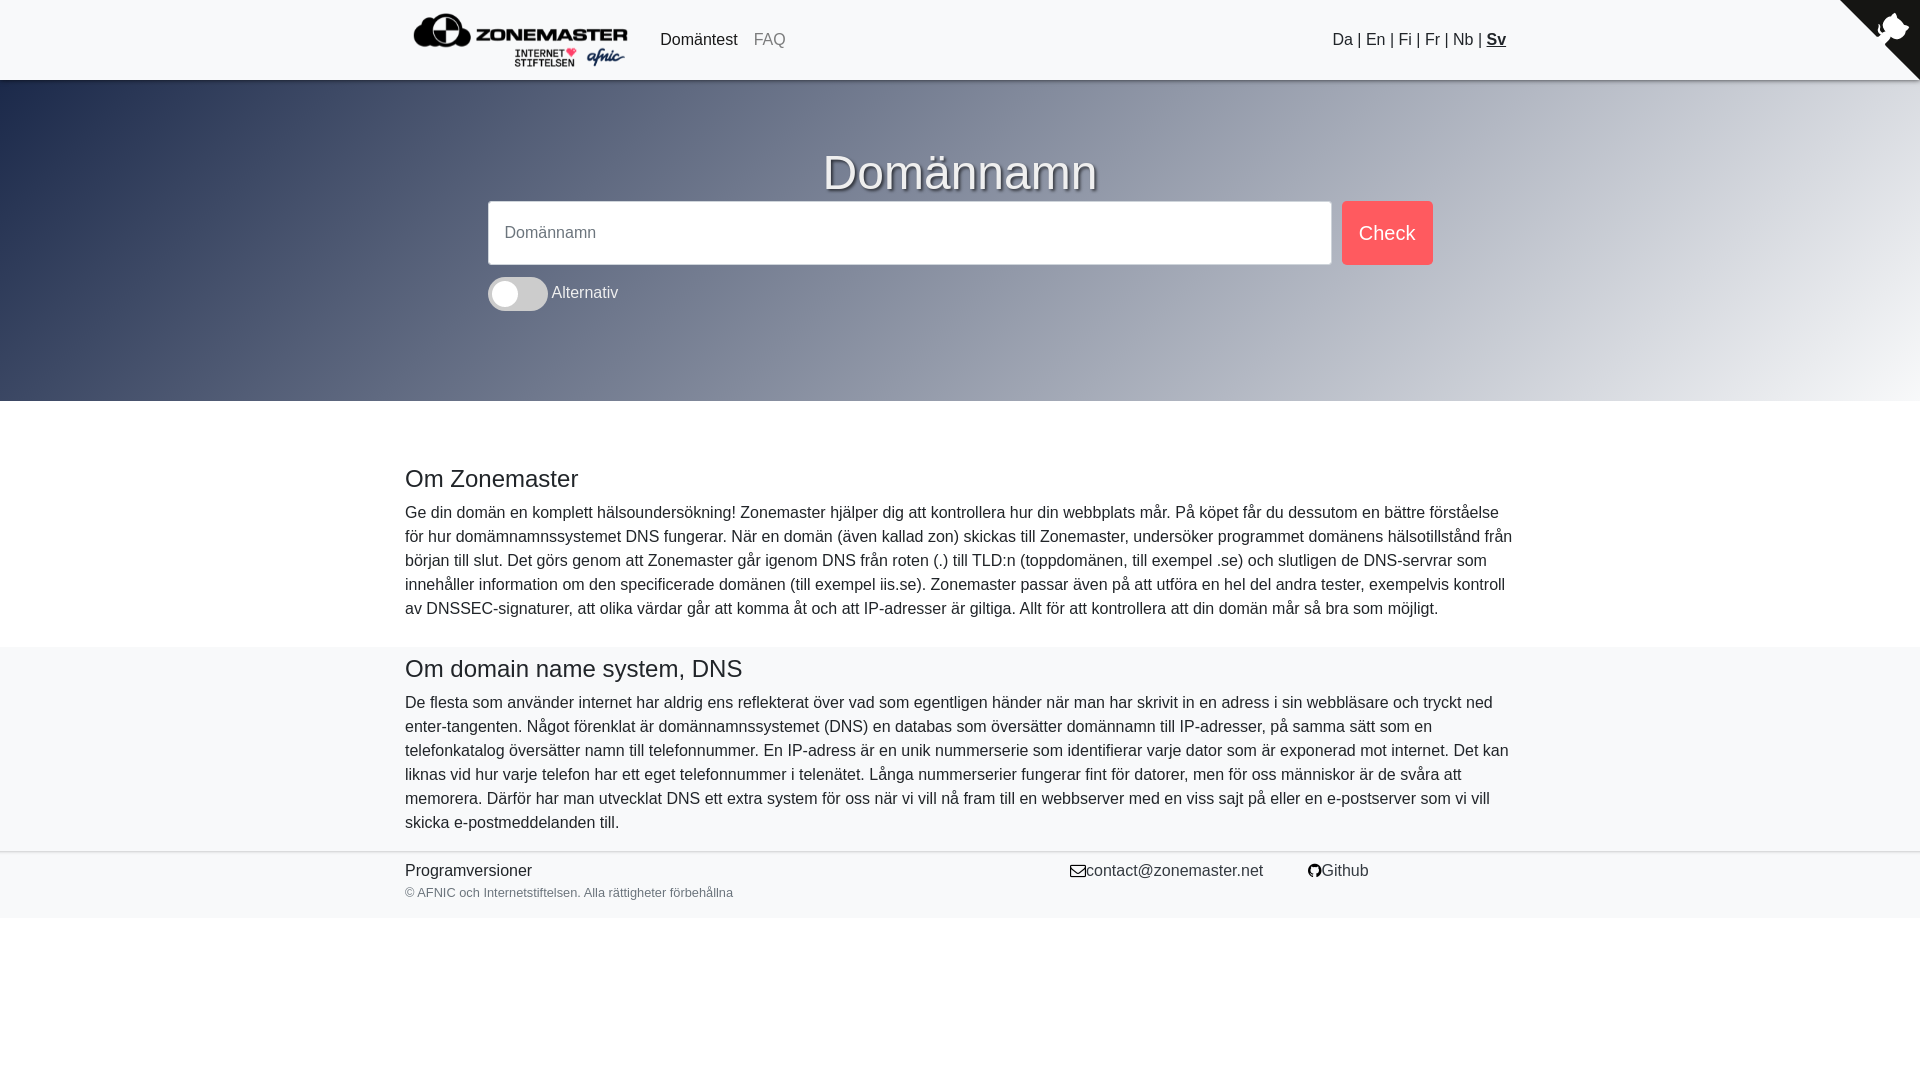 ZONEMASTER
INTERNET
STIFTELSEN afnic
Domäntest FAQ
Da | En | Fi | Fr | Nb | Sv
Domännamn
Domännamn
Check
Alternativ
Om Zonemaster
Ge din domän en komplett hälsoundersökning! Zonemaster hjälper dig att kontrollera hur din webbplats mår. På köpet får du dessutom en bättre förståelse
för hur domämnamnssystemet DNS fungerar. När en domän (även kallad zon) skickas till Zonemaster, undersöker programmet domänens hälsotillstånd från
början till slut. Det görs genom att Zonemaster går igenom DNS från roten (.) till TLD:n (toppdomänen, till exempel .se) och slutligen de DNS-servrar som
innehåller information om den specificerade domänen (till exempel iis.se). Zonemaster passar även på att utföra en hel del andra tester, exempelvis kontroll
av DNSSEC-signaturer, att olika värdar går att komma åt och att IP-adresser är giltiga. Allt för att kontrollera att din domän mår så bra som möjligt.
Om domain name system, DNS
De flesta som använder internet har aldrig ens reflekterat över vad som egentligen händer när man har skrivit in en adress i sin webbläsare och tryckt ned
enter-tangenten. Något förenklat är domännamnssystemet (DNS) en databas som översätter domännamn till IP-adresser, på samma sätt som en
telefonkatalog översätter namn till telefonnummer. En IP-adress är en unik nummerserie som identifierar varje dator som är exponerad mot internet. Det kan
liknas vid hur varje telefon har ett eget telefonnummer i telenätet. Långa nummerserier fungerar fint för datorer, men för oss människor är de svåra att
memorera. Därför har man utvecklat DNS ett extra system för oss när vi vill nå fram till en webbserver med en viss sajt på eller en e-postserver som vi vill
skicka e-postmeddelanden till.
Programversioner
contact@zonemaster.net
Github
© AFNIC och Internetstiftelsen. Alla rättigheter förbehållna